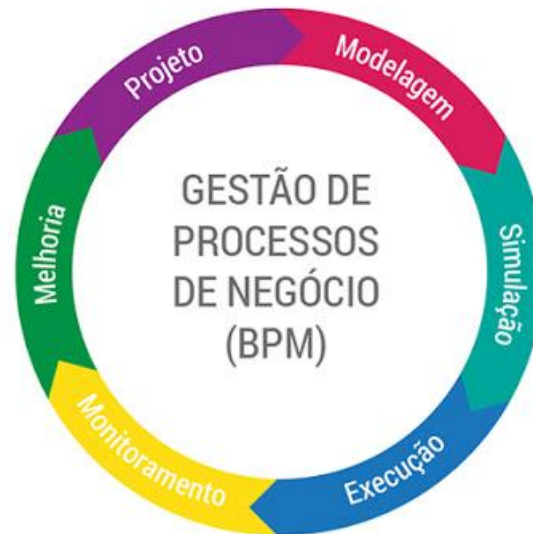 Projeto
Modelagem
Simulação
Execução
Monitoramento
Melhoria
GESTÃO DE
PROCESSOS
DE NEGÓCIO
(BPM)